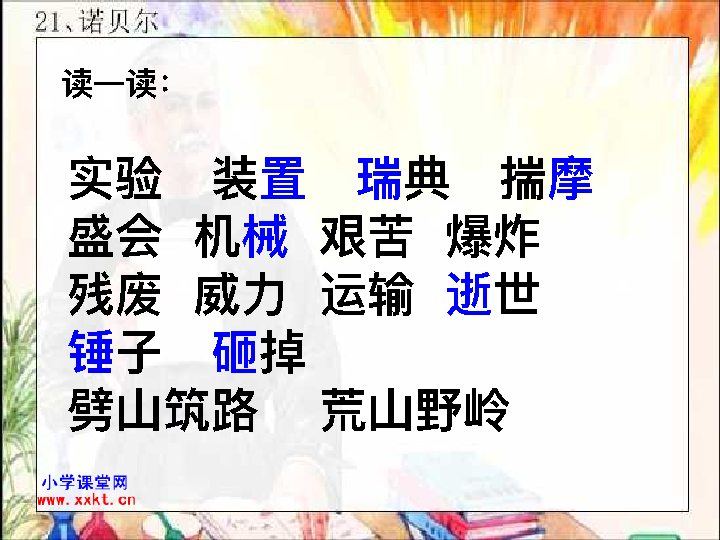 21、诺贝尔
读一读：
实验 装置 瑞典 揣摩
盛会 机械 艰苦 爆炸
残废 威力 运输 逝世
锤子 砸掉
劈山筑路 荒山野岭
小学课堂网
www.xxkt.cn